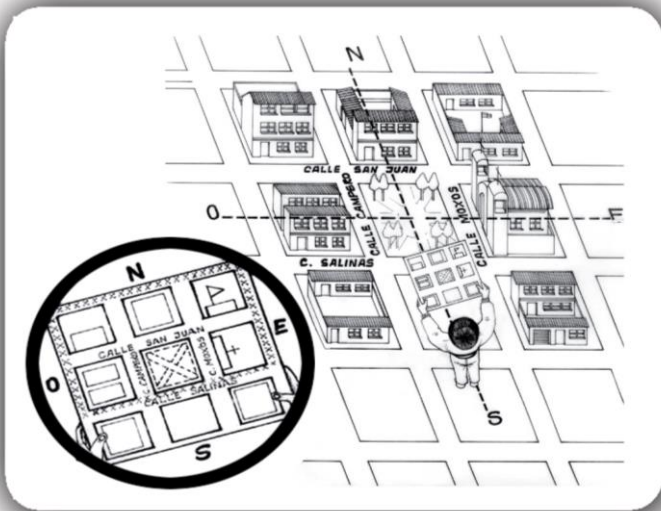 N
CALLE SAN JUAN
CALLE CAMPERO
CALLE MOXOS
O
E
C. SALINAS
S
N
CALLE SAN JUAN
C. CAMPERO
C. MOXOS
CALLE SALINAS
O
E
S